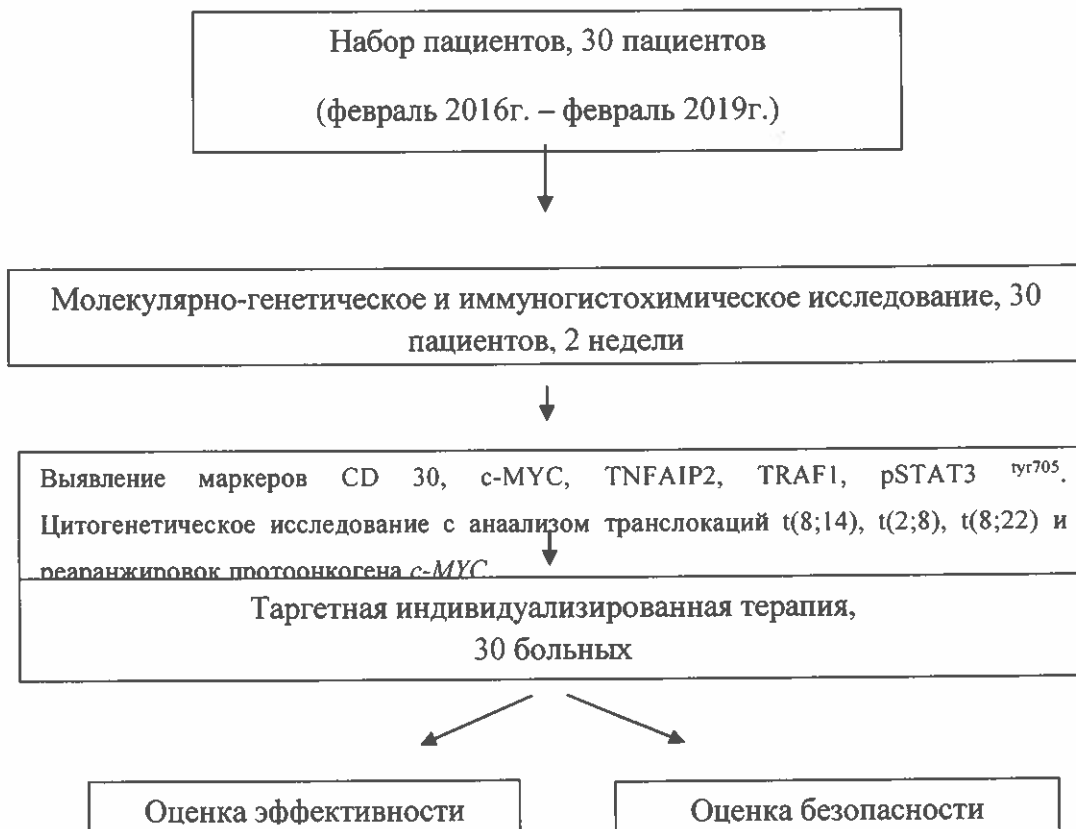 Набор пациентов, 30 пациентов
(февраль 2016г. – февраль 2019г.)
Молекулярно-генетическое и иммуногистохимическое исследование, 30
пациентов, 2 недели
Выявление маркеров CD 30, c-MYC, TNFAIP2, TRAF1, pSTAT3 tyr705.
Цитогенетическое исследование с анаализом транслокаций t(8;14), t(2;8), t(8;22) и
реаранжировок протоонкогена c-MYC
Таргетная индивидуализированная терапия,
30 больных
Оценка эффективности
Оценка безопасности